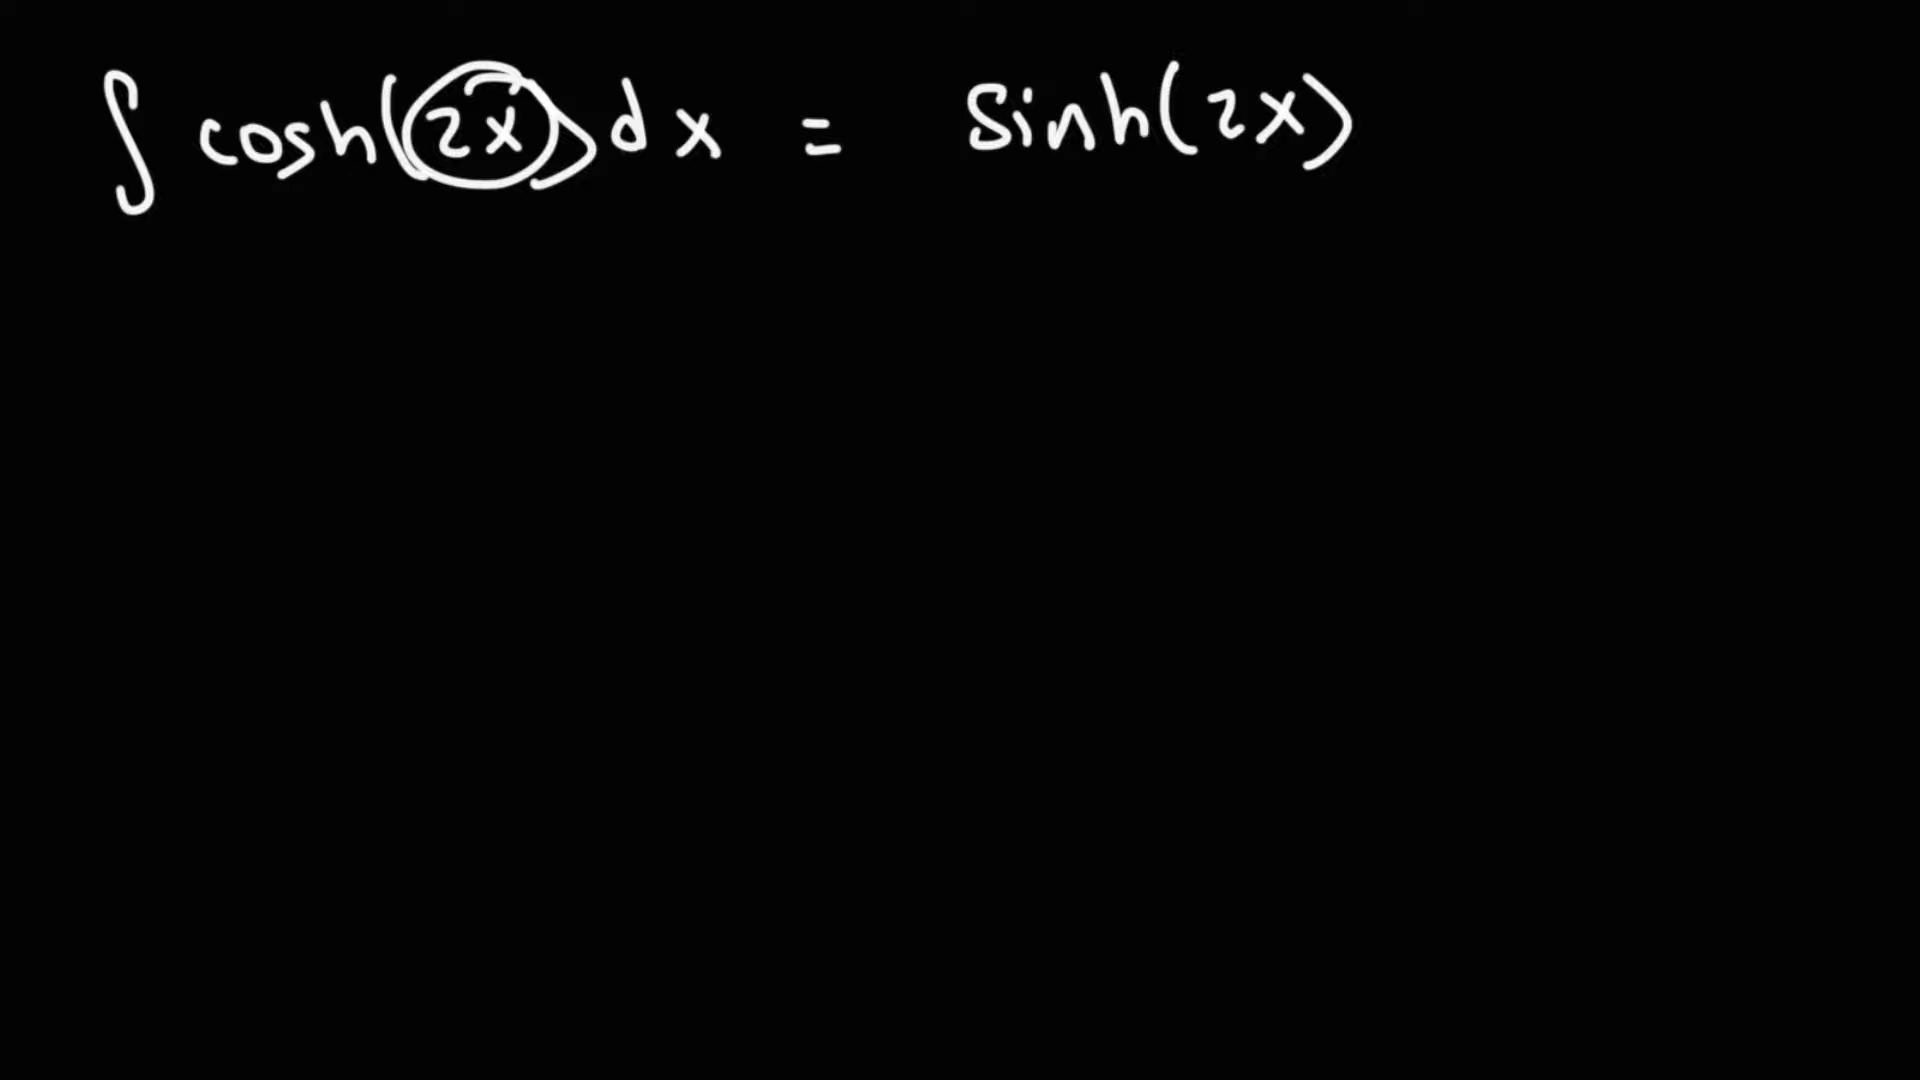 ∫ cosh(2x) dx = sinh(2x)